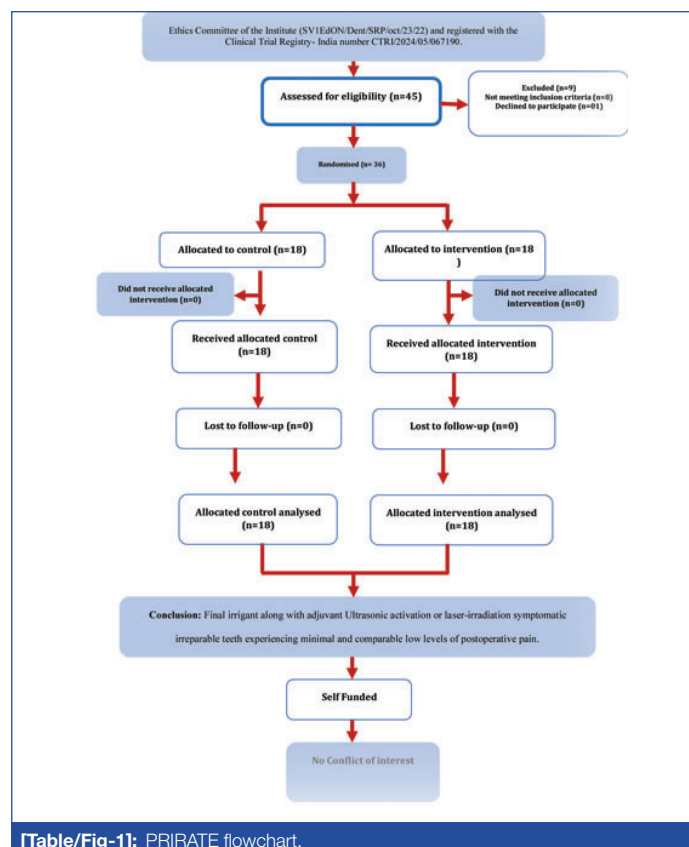 Ethics Committee of the Institute (SV1EdON/Dent/SRP/oct/23/22) and registered with the
Clinical Trial Registry- India number CTRI/2024/05/067190.
Assessed for eligibility (n=45)
Excluded (n=9)
Not meeting inclusion criteria (n=8)
Declined to participate (n=01)
Randomised (n= 36)
Allocated to control (n=18)
Allocated to intervention (n=18
)
Did not receive allocated
intervention (n=0)
Did not receive allocated
intervention (n=0)
Received allocated control
(n=18)
Received allocated intervention
(n=18)
Lost to follow-up (n=0)
Lost to follow-up (n=0)
Allocated control analysed
(n=18)
Allocated intervention analysed
(n=18)
Conclusion: Final irrigant along with adjuvant Ultrasonic activation or laser-irradiation symptomatic
irreparable teeth experiencing minimal and comparable low levels of postoperative pain.
Self Funded
No Conflict of interest
[Table/Fig-1]: PRIRATE flowchart.